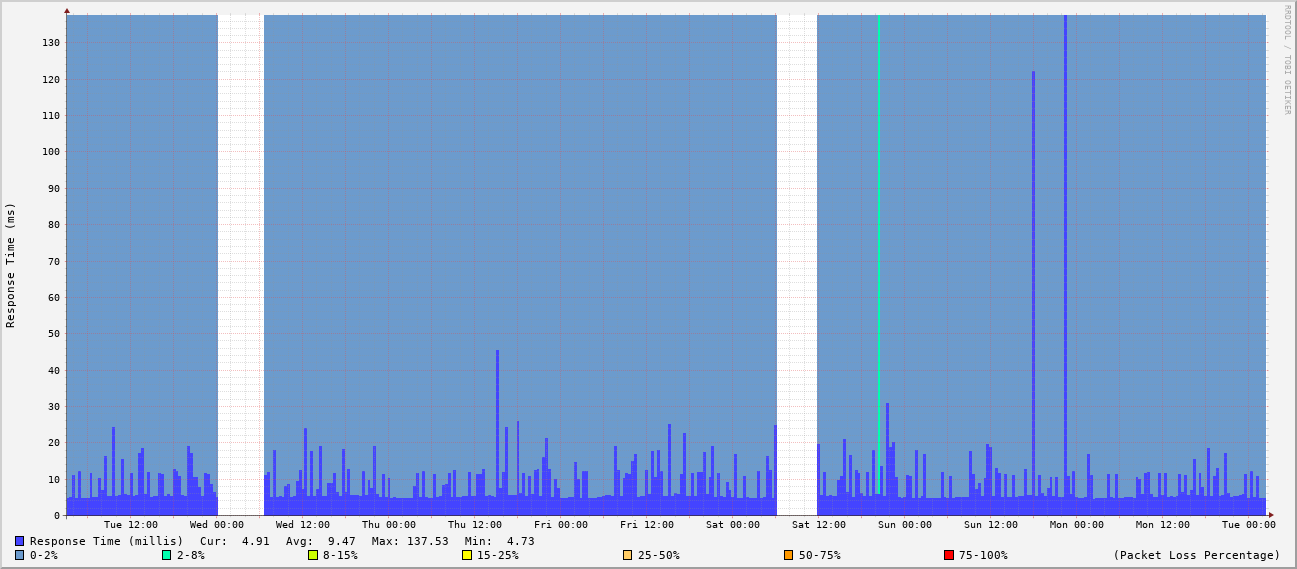 RRDTOOL / TOBI OETIKER
Response Time (ms)
130
120
110
100
90
80
70
60
50
40
30
20
10
0
Tue 12:00 Wed 00:00 Wed 12:00 Thu 00:00 Thu 12:00 Fri 00:00 Fri 12:00 Sat 00:00 Sat 12:00 Sun 00:00 Sun 12:00 Mon 00:00 Mon 12:00 Tue 00:00
Response Time (millis) Cur: 4.91 Avg: 9.47 Max: 137.53 Min: 4.73
0-2% 2-8% 8-15% 15-25% 25-50% 50-75% 75-100% (Packet Loss Percentage)